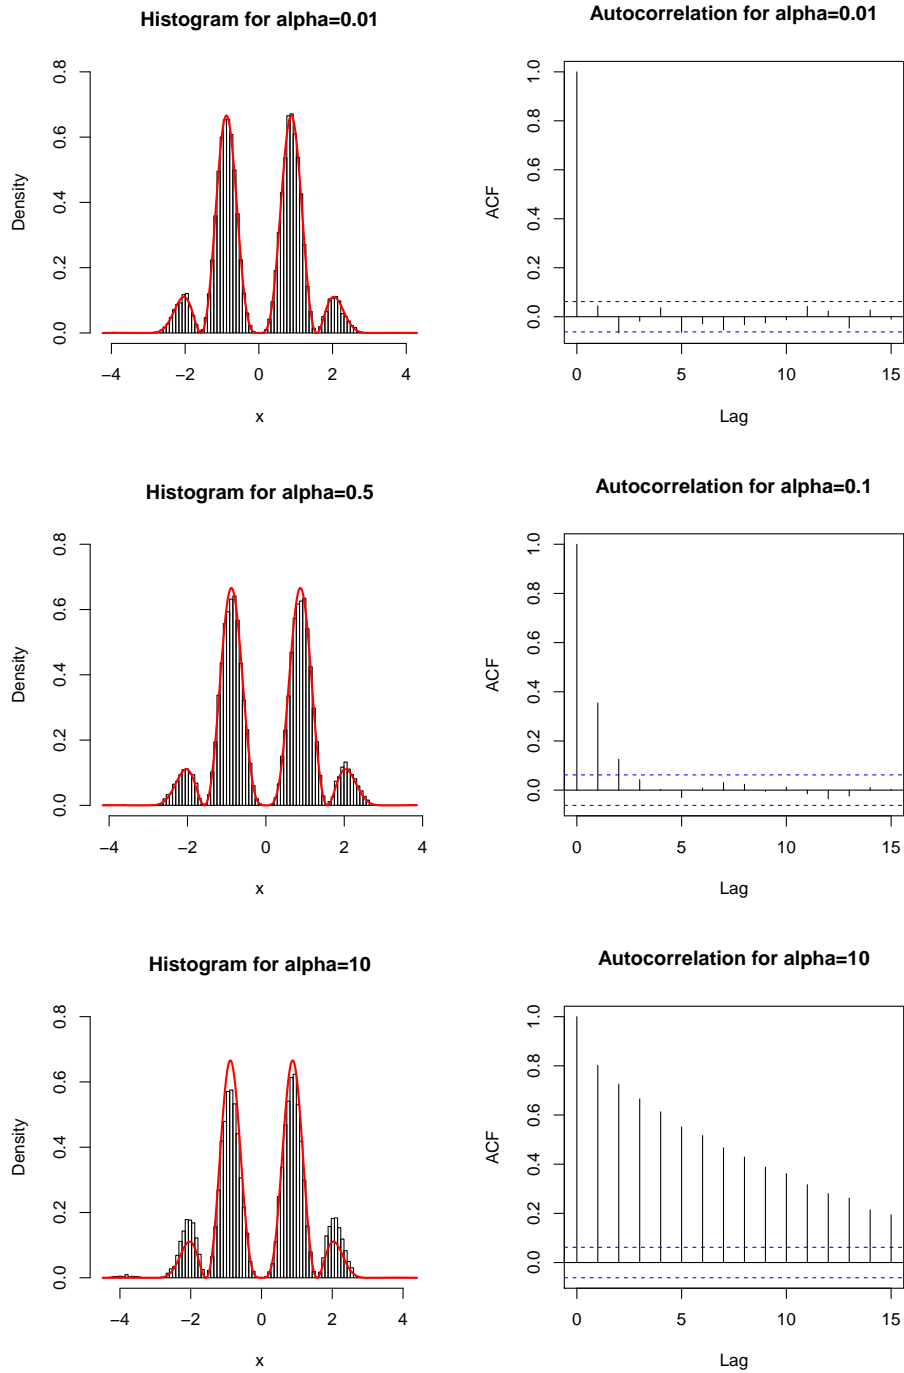 Histogram for alpha=0.01
Density
0.0 0.2 0.4 0.6 0.8
−4 −2 0 2 4
x
Autocorrelation for alpha=0.01
ACF
0.0 0.2 0.4 0.6 0.8 1.0
0 5 10 15
Lag
Histogram for alpha=0.5
Density
0.0 0.2 0.4 0.6 0.8
−4 −2 0 2 4
x
Autocorrelation for alpha=0.1
ACF
0.0 0.2 0.4 0.6 0.8 1.0
0 5 10 15
Lag
Histogram for alpha=10
Density
0.0 0.2 0.4 0.6 0.8
−4 −2 0 2 4
x
Autocorrelation for alpha=10
ACF
0.0 0.2 0.4 0.6 0.8 1.0
0 5 10 15
Lag